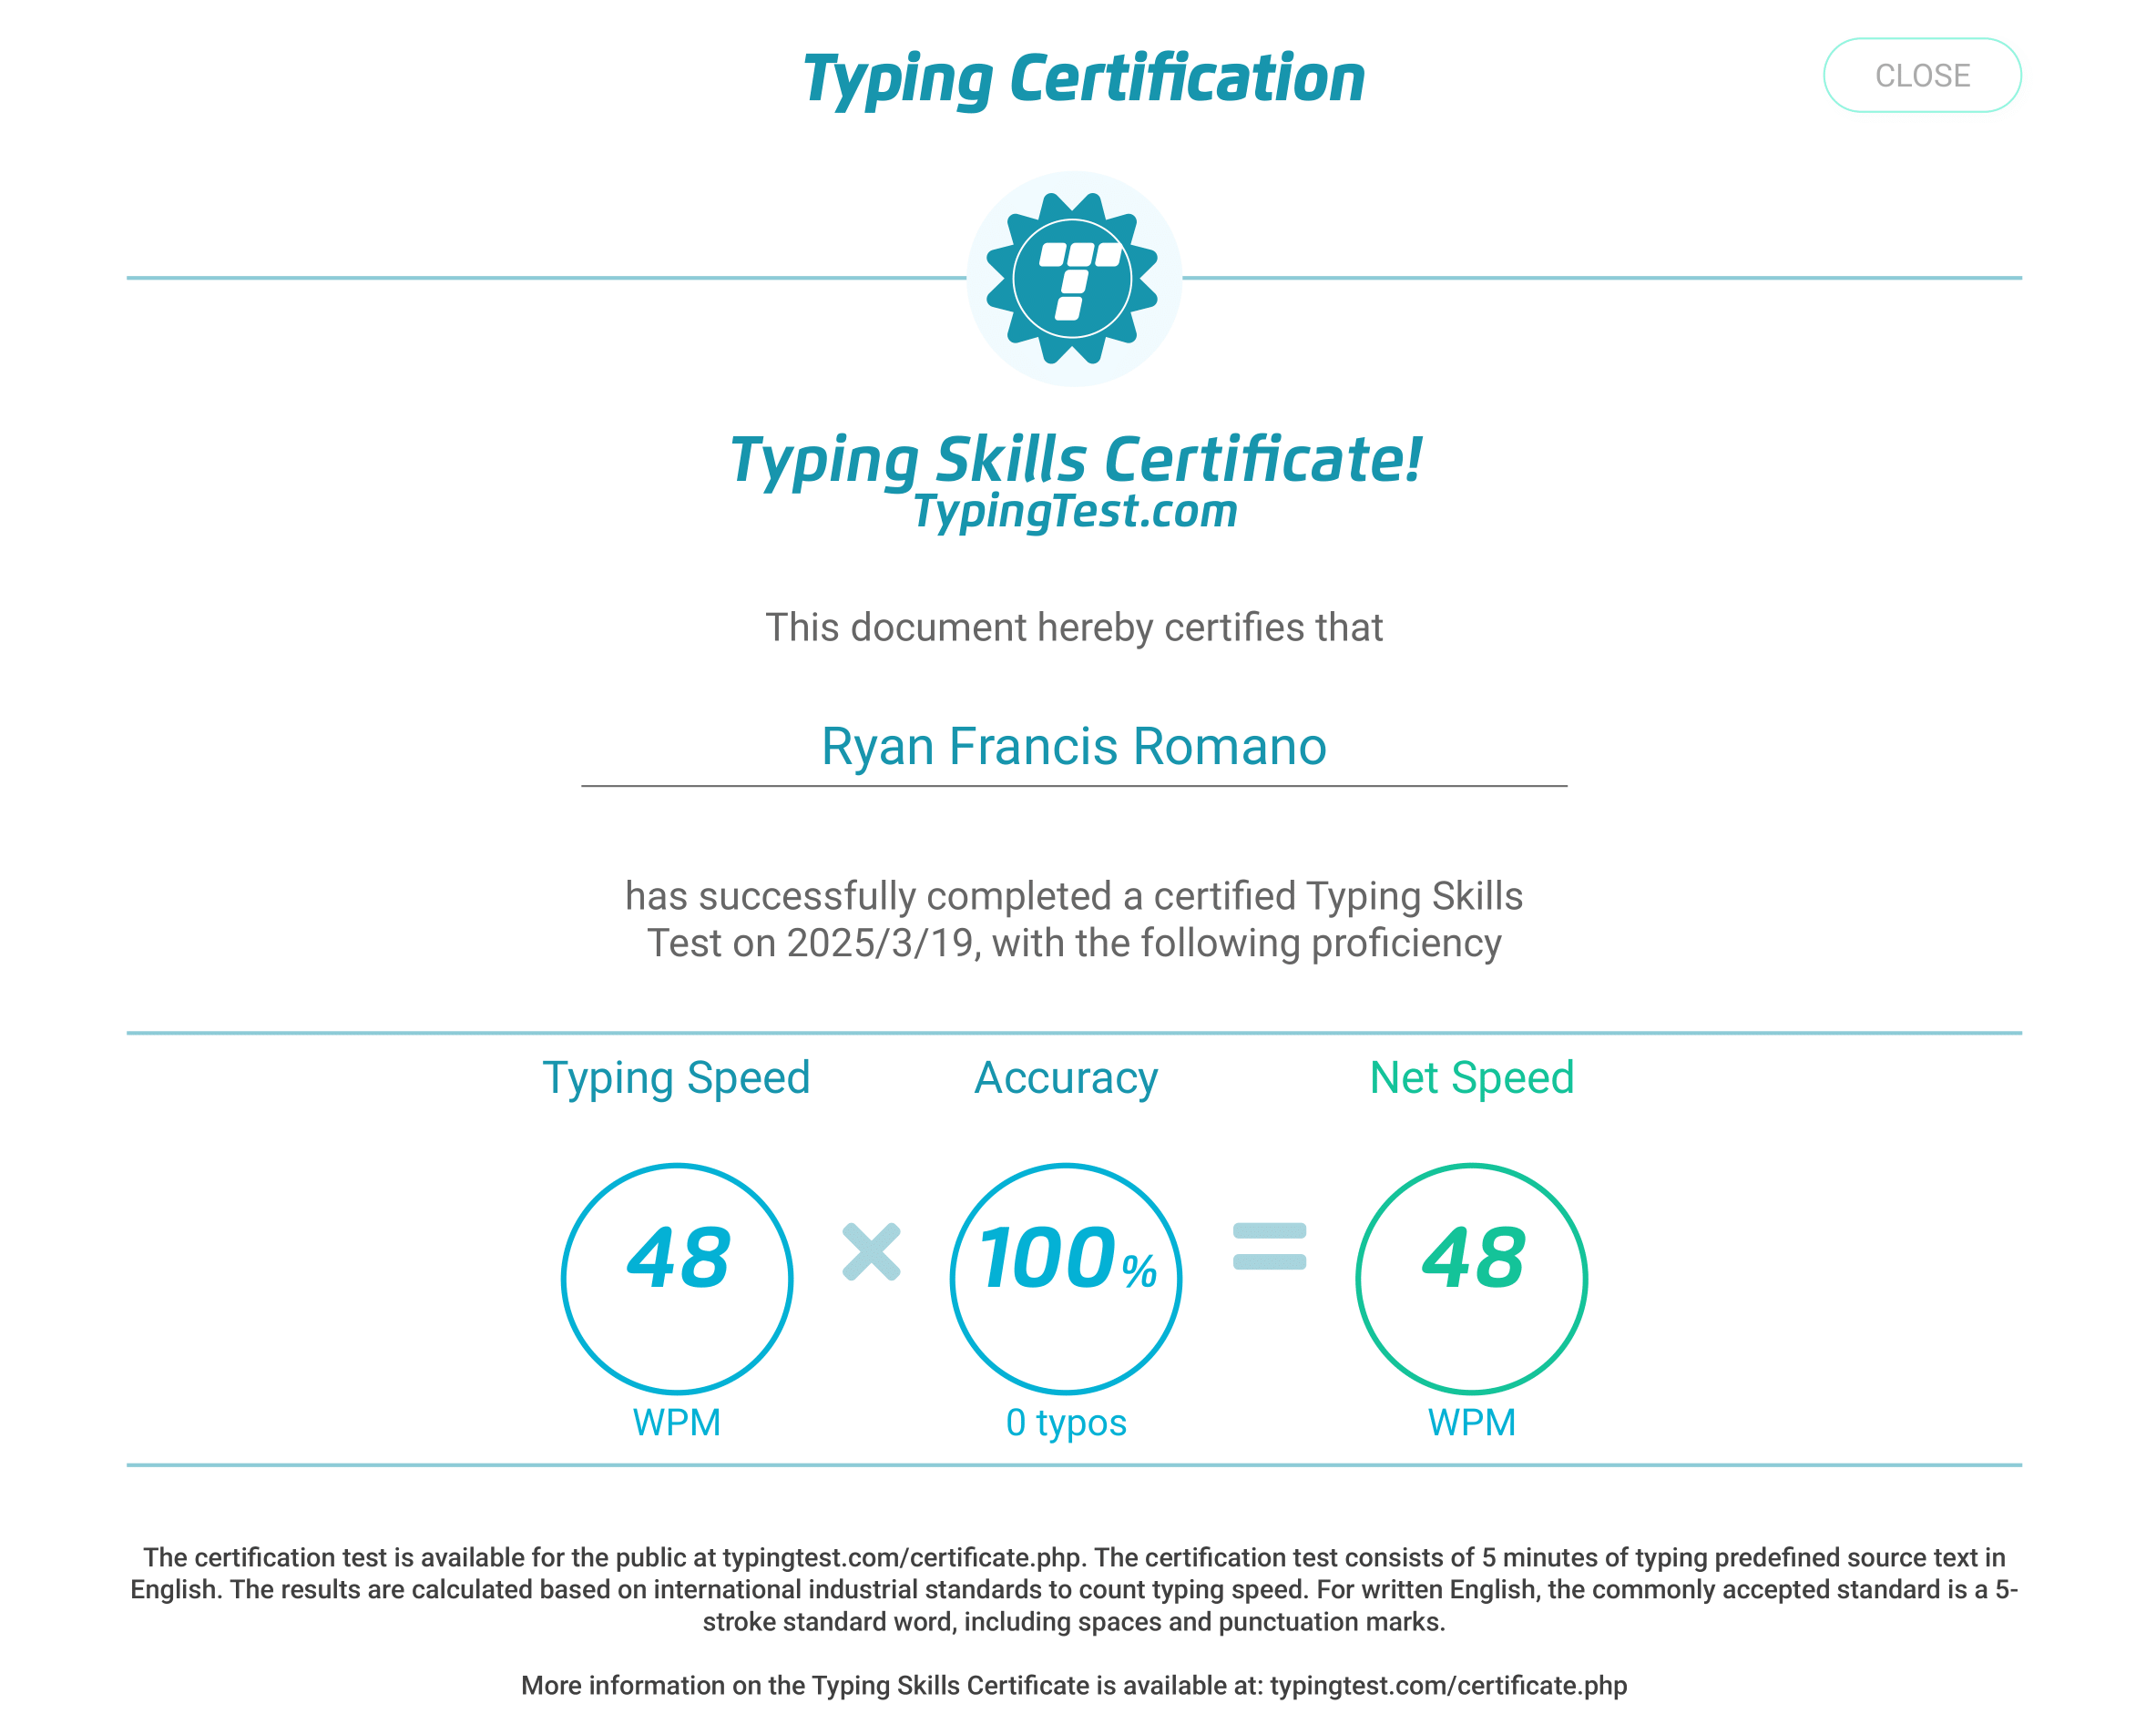 Typing Certification
CLOSE
Typing Skills Certificate!
TypingTest.com
This document hereby certifies that
Ryan Francis Romano
has successfully completed a certified Typing Skills
Test on 2025/3/19, with the following proficiency
Typing Speed Accuracy Net Speed
48 × 100% = 48
WPM 0 typos WPM
The certification test is available for the public at typingtest.com/certificate.php. The certification test consists of 5 minutes of typing predefined source text in
English. The results are calculated based on international industrial standards to count typing speed. For written English, the commonly accepted standard is a 5-
stroke standard word, including spaces and punctuation marks.
More information on the Typing Skills Certificate is available at: typingtest.com/certificate.php